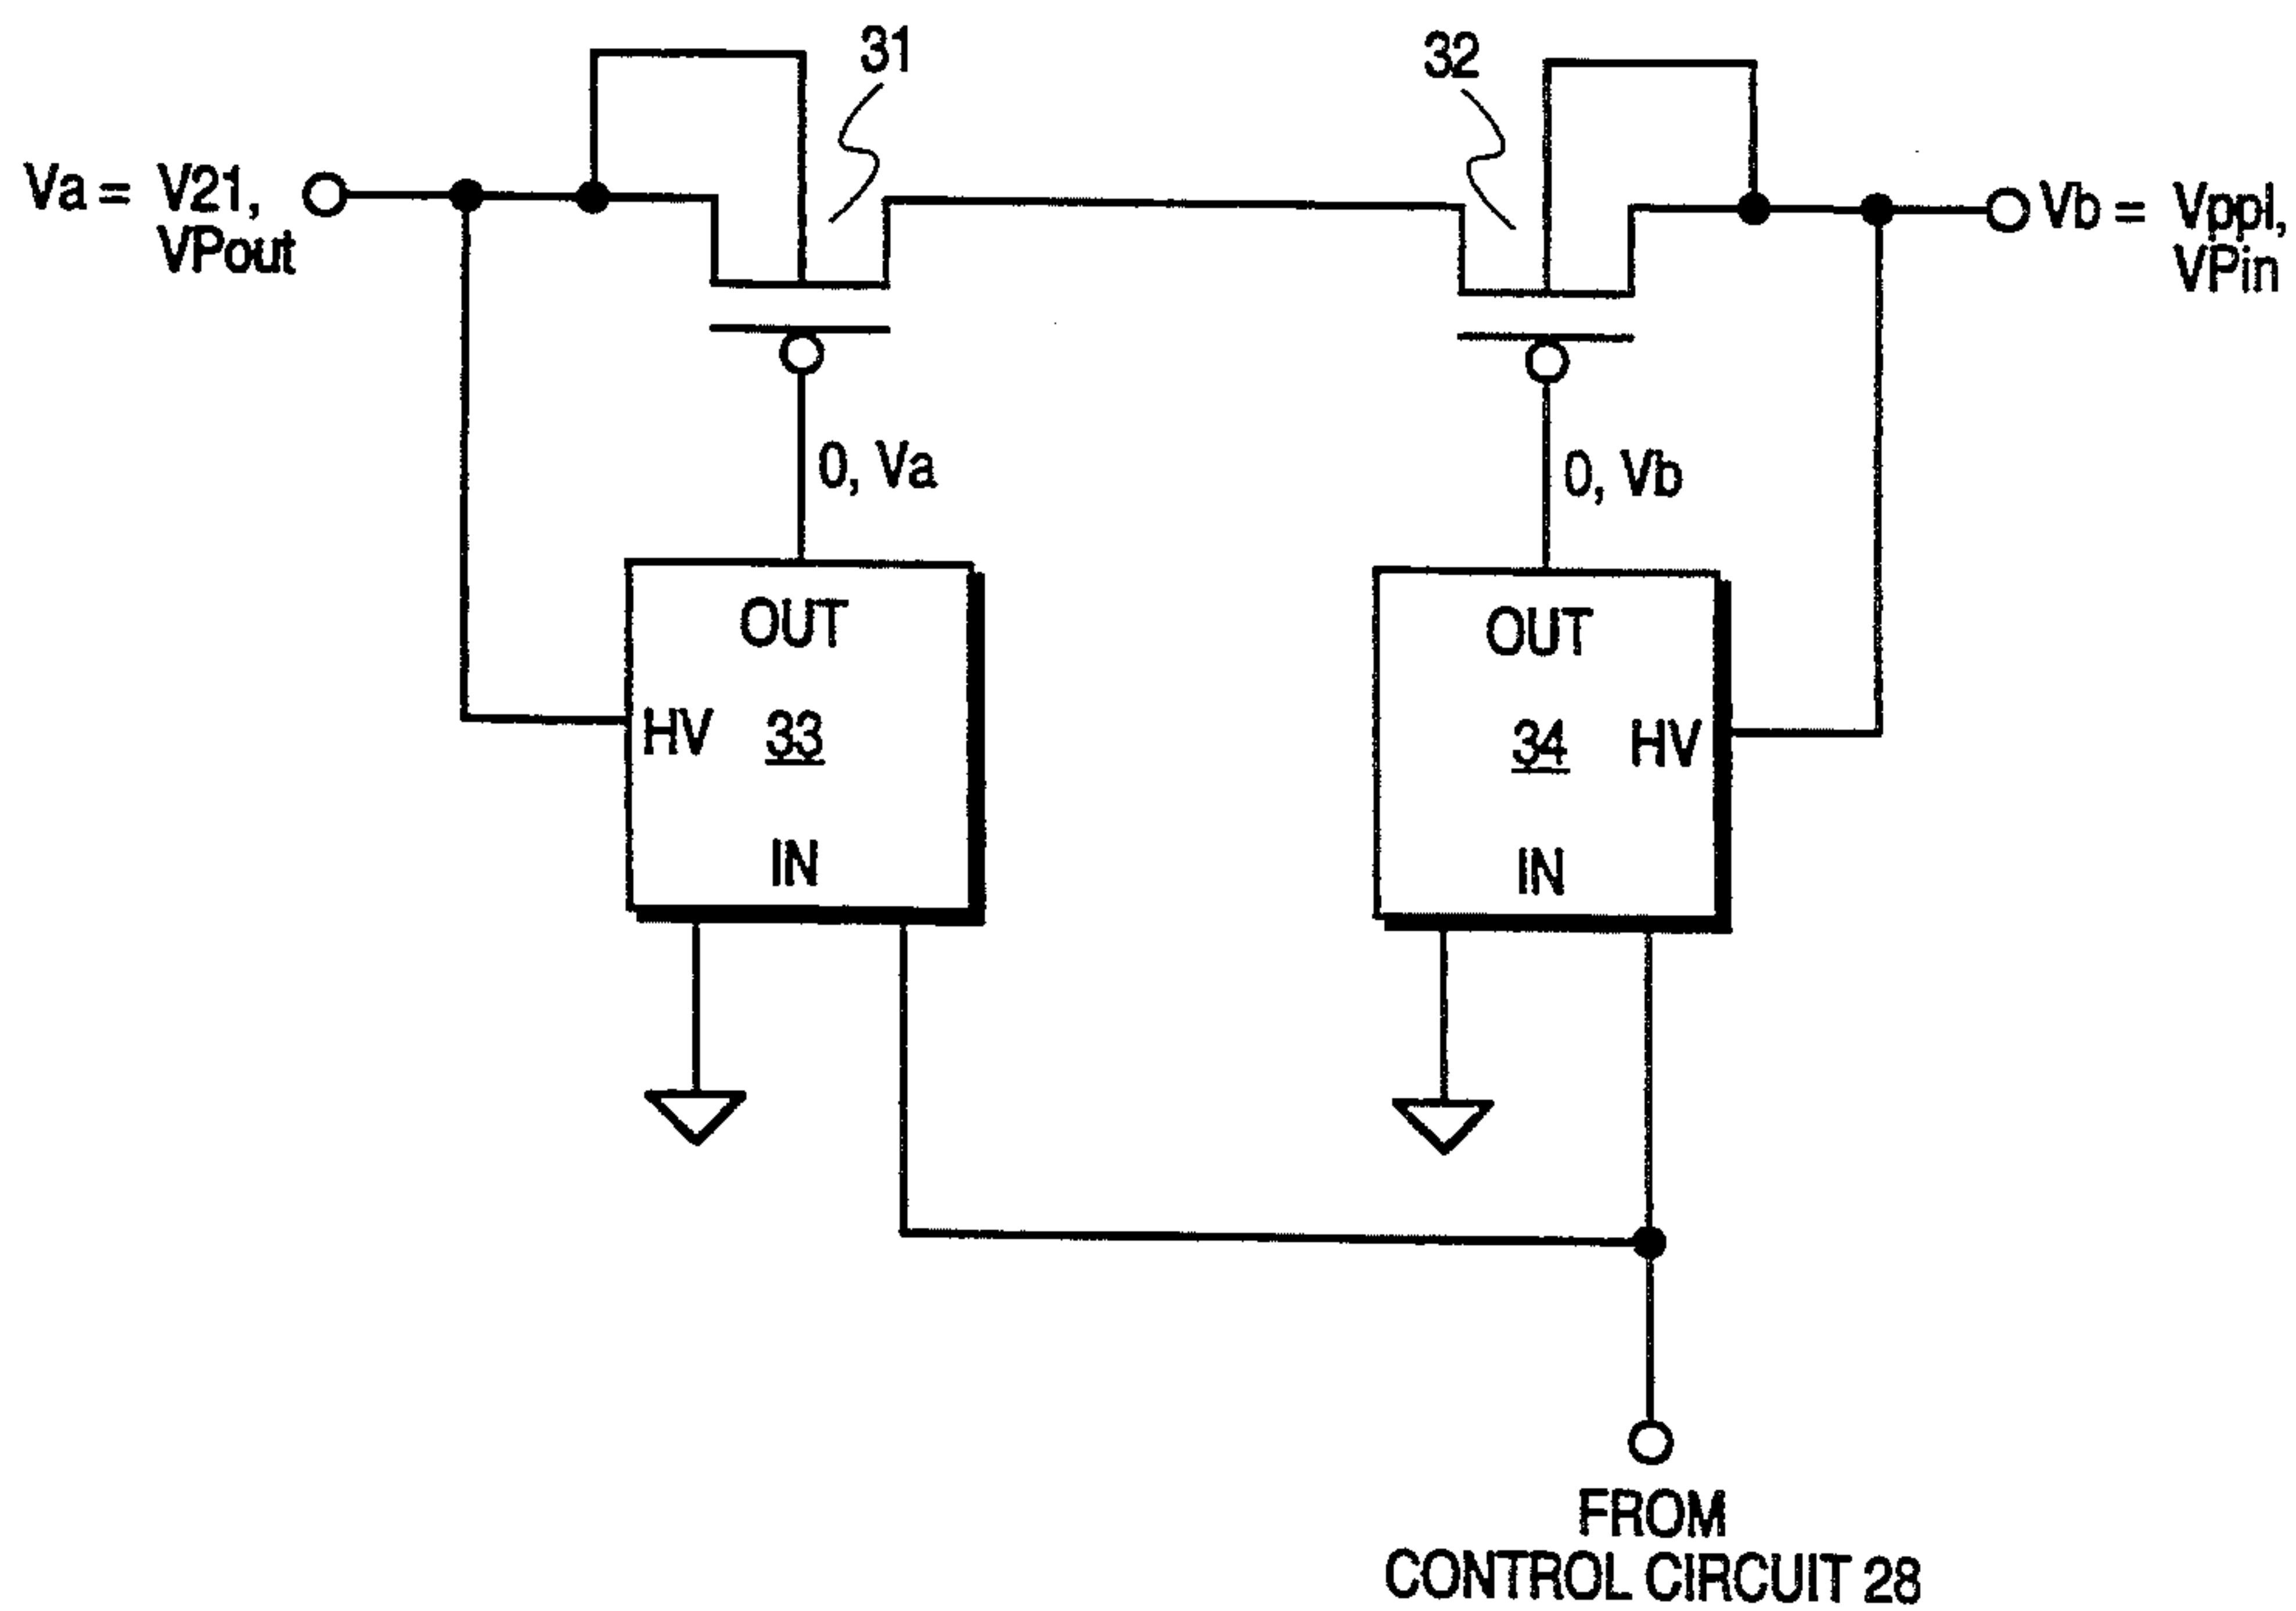 31
32
Va = V21,
VPout
Vb = Vppl,
VPin
0, Va
0, Vb
OUT
HV 33
IN
OUT
34 HV
IN
FROM
CONTROL CIRCUIT 28